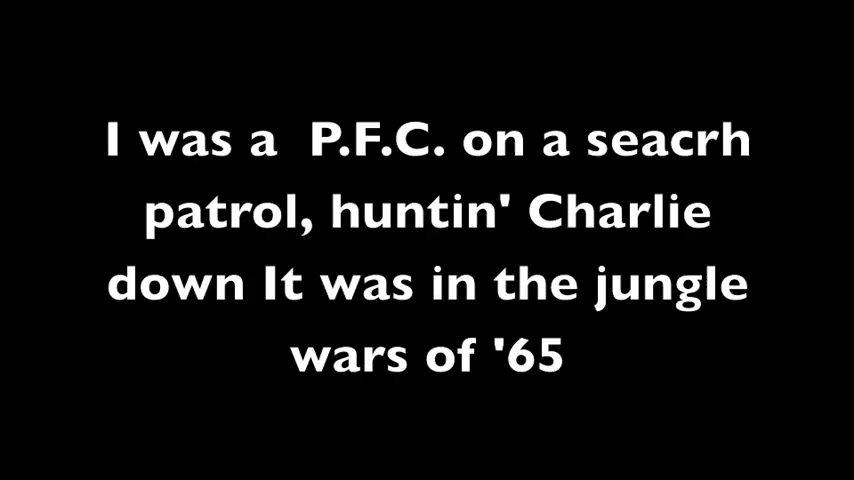 I was a  P.F.C. on a seacrh
patrol, huntin' Charlie
down It was in the jungle
wars of '65